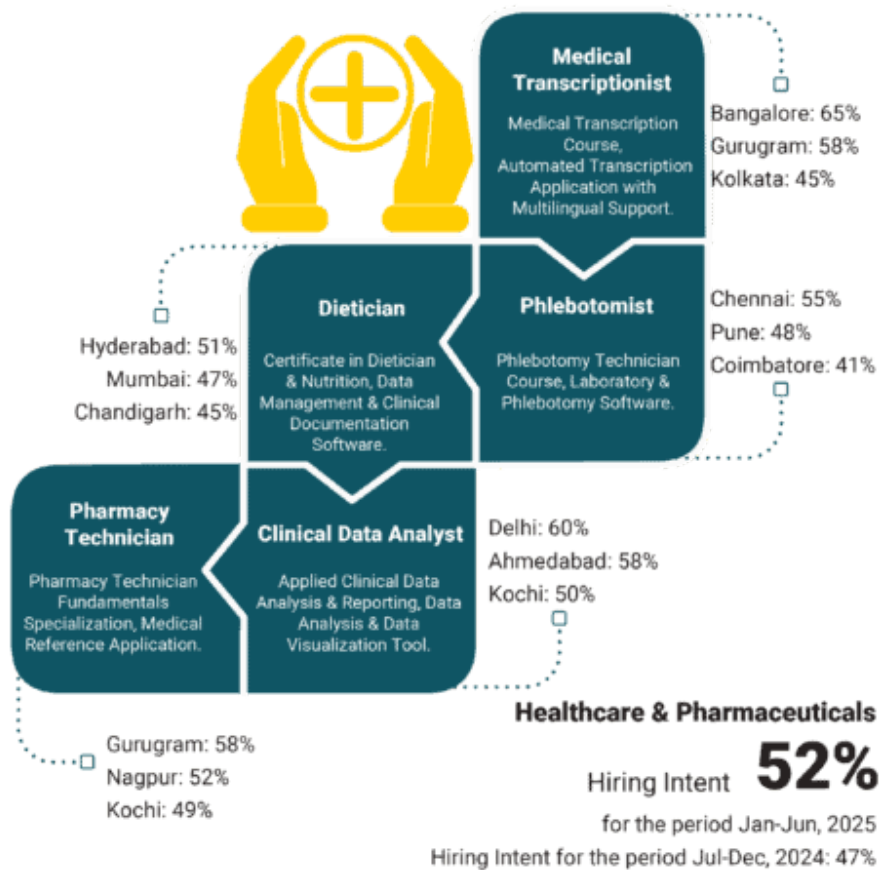 Medical
Transcriptionist
Medical Transcription
Course,
Automated Transcription
Application with
Multilingual Support.
Bangalore: 65%
Gurugram: 58%
Kolkata: 45%
Dietician
Certificate in Dietician
& Nutrition, Data
Management & Clinical
Documentation
Software.
Hyderabad: 51%
Mumbai: 47%
Chandigarh: 45%
Phlebotomist
Phlebotomy Technician
Course, Laboratory &
Phlebotomy Software.
Chennai: 55%
Pune: 48%
Coimbatore: 41%
Pharmacy
Technician
Pharmacy Technician
Fundamentals
Specialization, Medical
Reference Application.
Gurugram: 58%
Nagpur: 52%
Kochi: 49%
Clinical Data Analyst
Applied Clinical Data
Analysis & Reporting, Data
Analysis & Data
Visualization Tool.
Delhi: 60%
Ahmedabad: 58%
Kochi: 50%
Healthcare & Pharmaceuticals
Hiring Intent 52%
for the period Jan-Jun, 2025
Hiring Intent for the period Jul-Dec, 2024: 47%